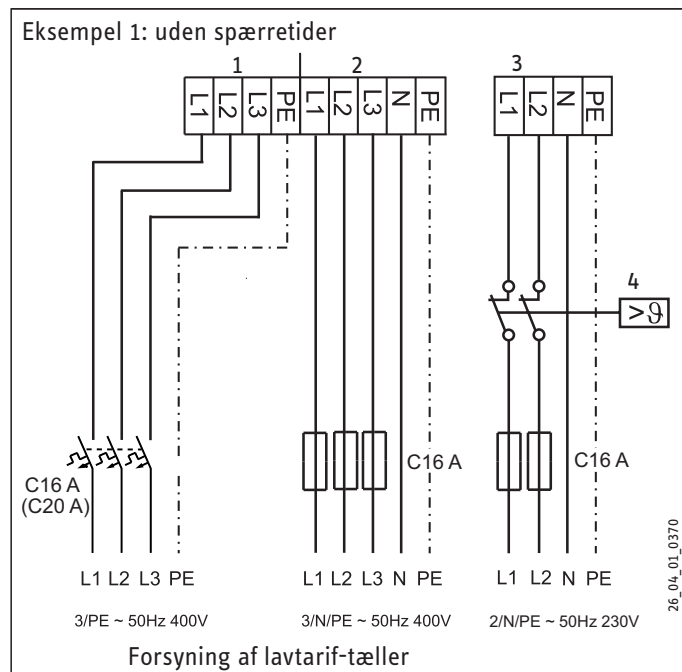 Eksempel 1: uden spærretider
1 2 3
L1 L2 L3 PE L1 L2 L3 N PE L1 L2 N PE
4
>ϑ
C16 A
(C20 A)
C16 A
C16 A
L1 L2 L3 PE L1 L2 L3 N PE L1 L2 N PE
3/PE ~ 50Hz 400V 3/N/PE ~ 50Hz 400V 2/N/PE ~ 50Hz 230V
Forsyning af lavtarif-tæller
26_04_01_0370